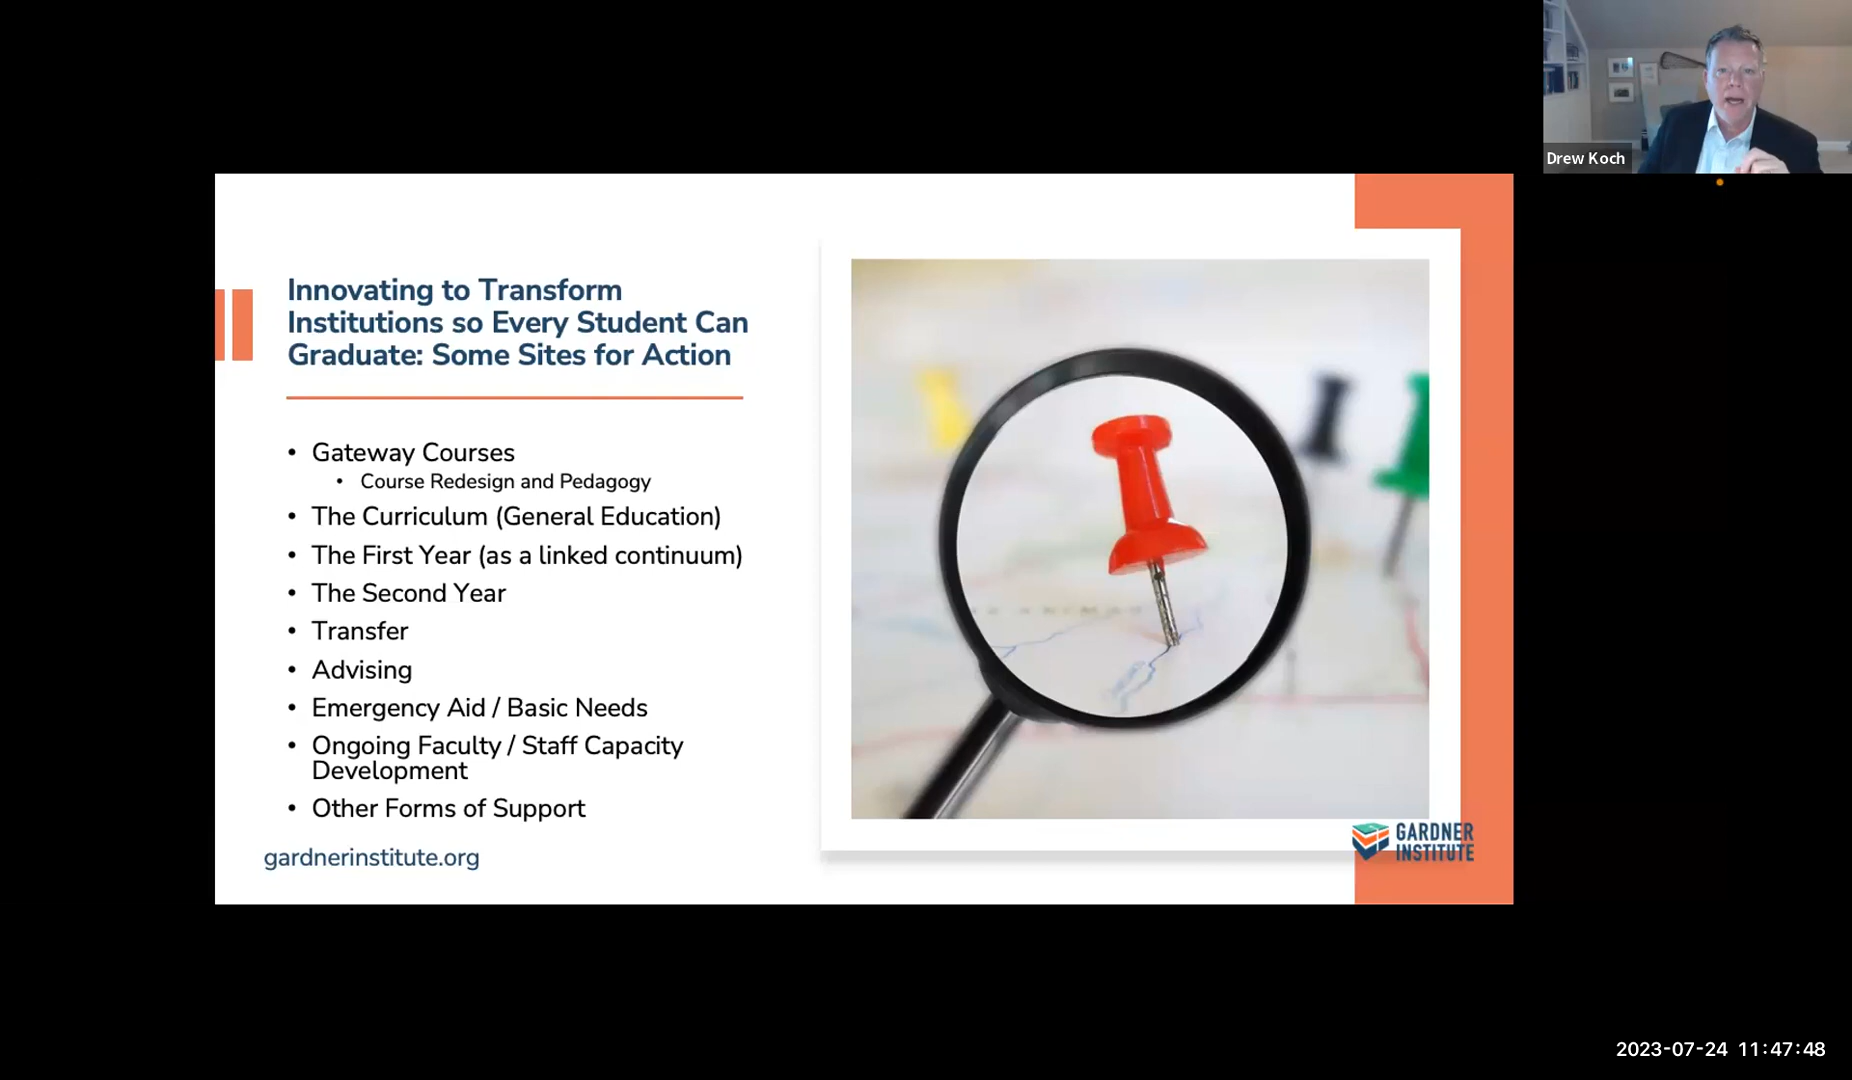 Drew Koch
Innovating to Transform
Institutions so Every Student Can
Graduate: Some Sites for Action
• Gateway Courses
• Course Redesign and Pedagogy
• The Curriculum (General Education)
• The First Year (as a linked continuum)
• The Second Year
• Transfer
• Advising
• Emergency Aid / Basic Needs
• Ongoing Faculty / Staff Capacity
Development
• Other Forms of Support
gardnerinstitute.org
GARDNER
INSTITUTE
2023-07-24 11:47:48